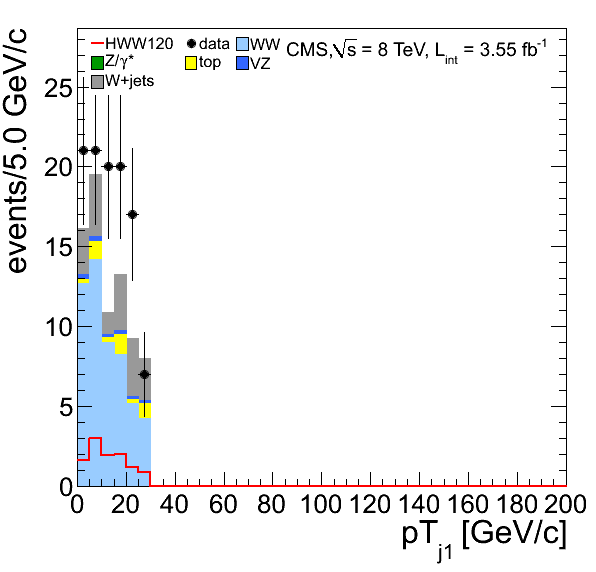 HWW120 data WW CMS,√s = 8 TeV, L_int = 3.55 fb⁻¹
Z/γ* top VZ
W+jets
events/5.0 GeV/c
25
20
15
10
5
0
0 20 40 60 80 100 120 140 160 180 200
pT_j1 [GeV/c]